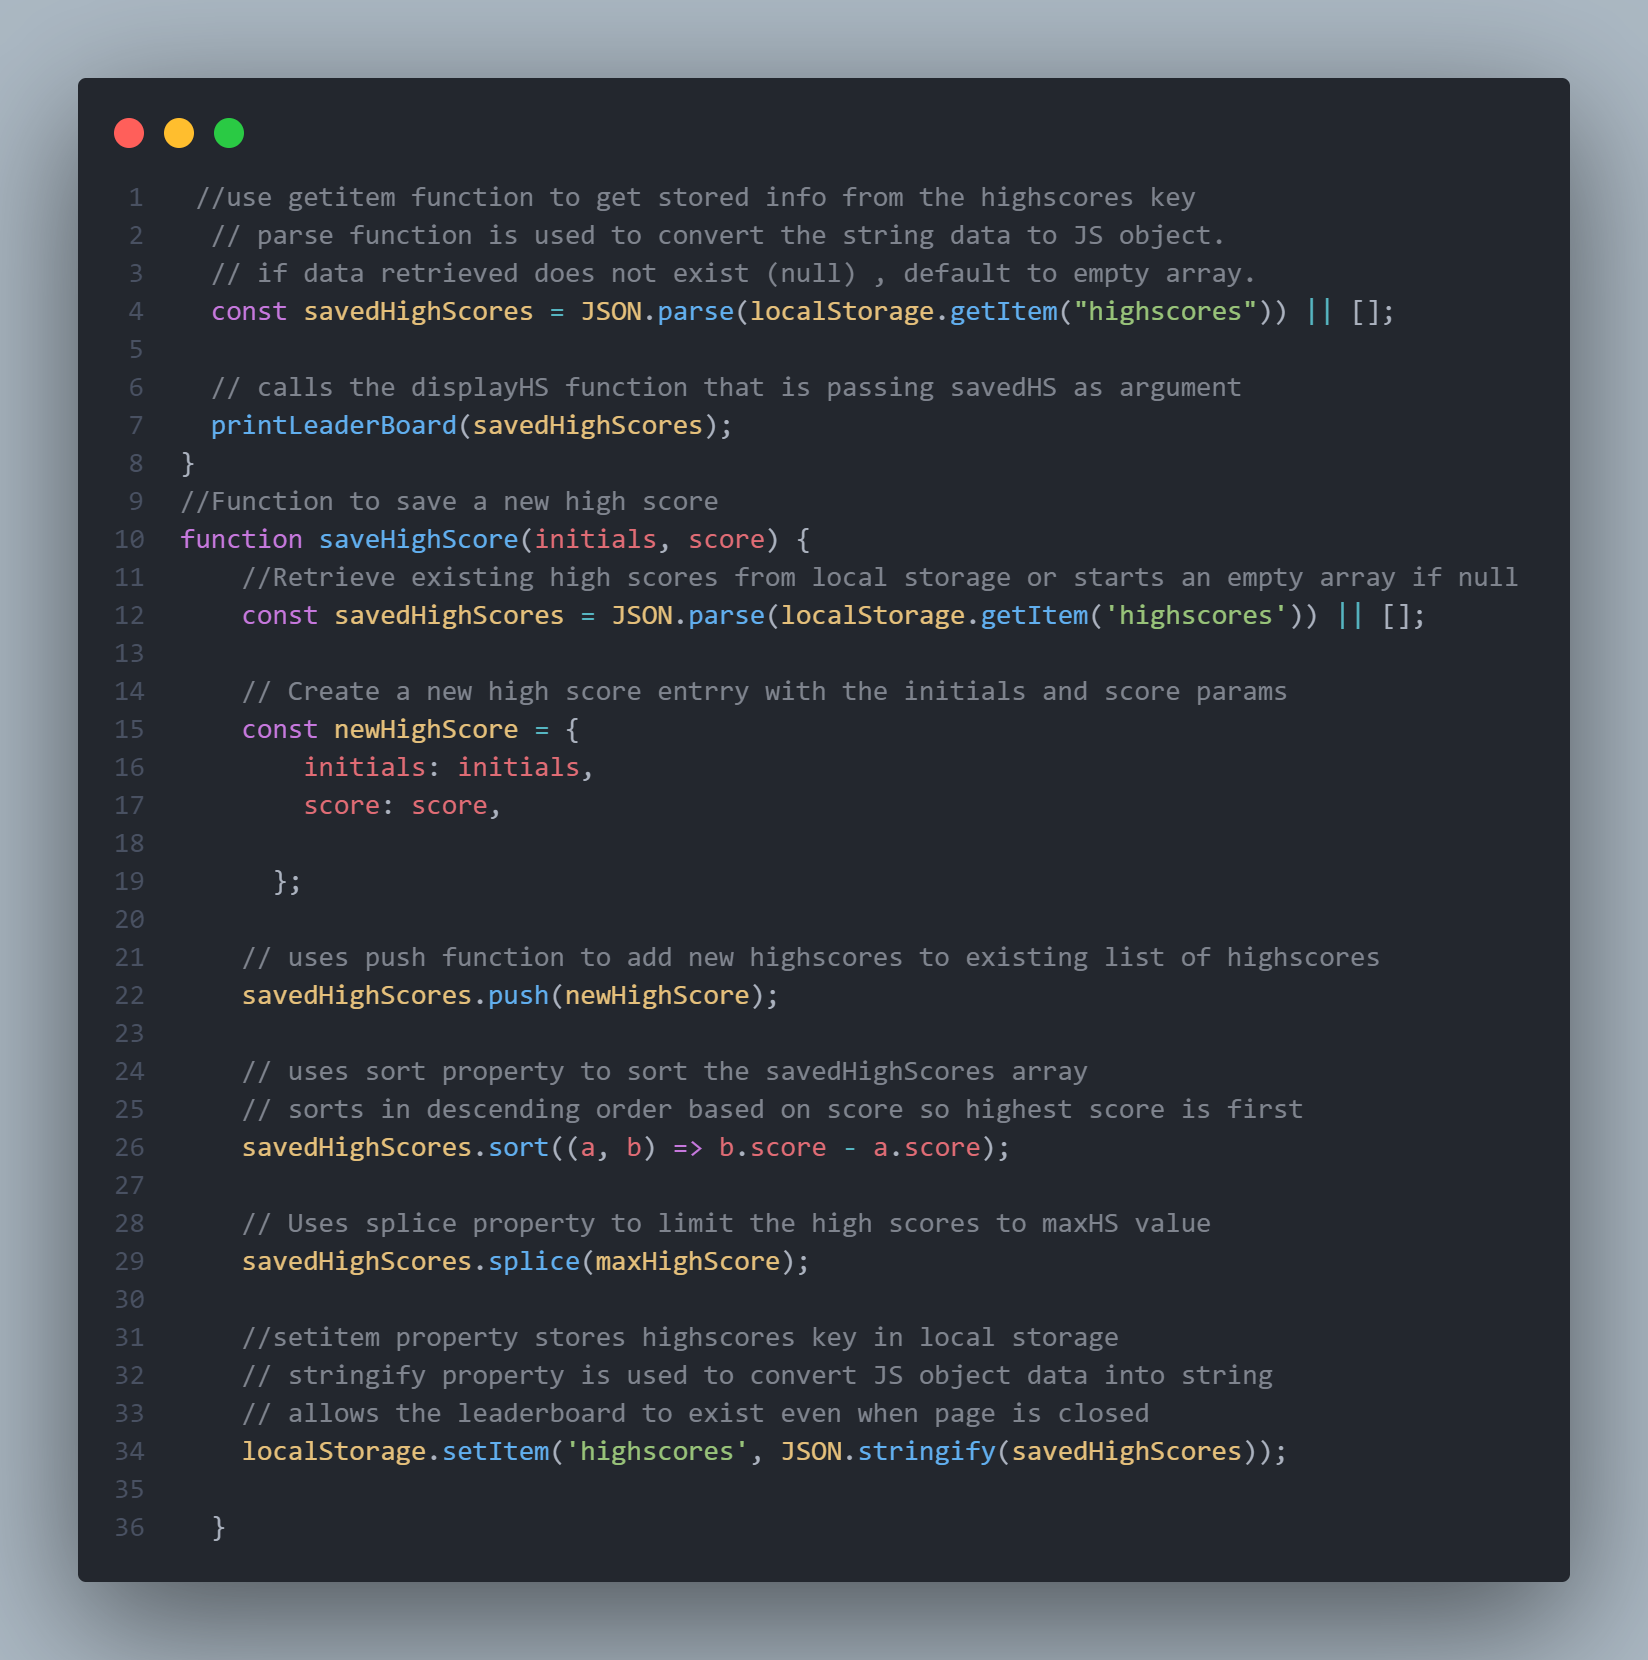 1 //use getitem function to get stored info from the highscores key
2 // parse function is used to convert the string data to JS object.
3 // if data retrieved does not exist (null) , default to empty array.
4 const savedHighScores = JSON.parse(localStorage.getItem("highscores")) || [];
5
6 // calls the displayHS function that is passing savedHS as argument
7 printLeaderBoard(savedHighScores);
8 }
9 //Function to save a new high score
10 function saveHighScore(initials, score) {
11 //Retrieve existing high scores from local storage or starts an empty array if null
12 const savedHighScores = JSON.parse(localStorage.getItem('highscores')) || [];
13
14 // Create a new high score entrry with the initials and score params
15 const newHighScore = {
16 initials: initials,
17 score: score,
18
19 };
20
21 // uses push function to add new highscores to existing list of highscores
22 savedHighScores.push(newHighScore);
23
24 // uses sort property to sort the savedHighScores array
25 // sorts in descending order based on score so highest score is first
26 savedHighScores.sort((a, b) => b.score - a.score);
27
28 // Uses splice property to limit the high scores to maxHS value
29 savedHighScores.splice(maxHighScore);
30
31 //setitem property stores highscores key in local storage
32 // stringify property is used to convert JS object data into string
33 // allows the leaderboard to exist even when page is closed
34 localStorage.setItem('highscores', JSON.stringify(savedHighScores));
35
36 }